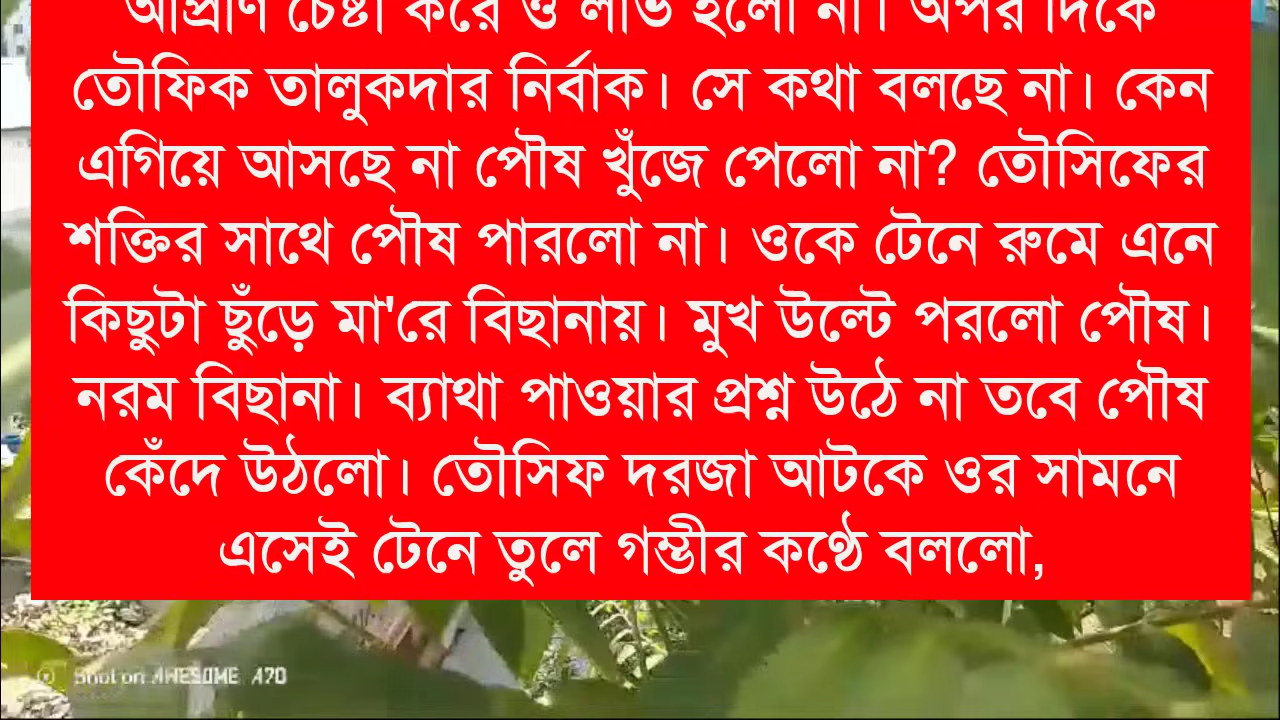 আপ্রাণ চেষ্টা করে ও লাভ হলো না। অপর দিকে
তৌফিক তালুকদার নির্বাক। সে কথা বলছে না। কেন
এগিয়ে আসছে না পৌষ খুঁজে পেলো না? তৌসিফের
শক্তির সাথে পৌষ পারলো না। ওকে টেনে রুমে এনে
কিছুটা ছুঁড়ে মা'রে বিছানায়। মুখ উল্টে পরলো পৌষ।
নরম বিছানা। ব্যাথা পাওয়ার প্রশ্ন উঠে না তবে পৌষ
কেঁদে উঠলো। তৌসিফ দরজা আটকে ওর সামনে
এসেই টেনে তুলে গম্ভীর কণ্ঠে বললো,
Shot on AWESOME A70